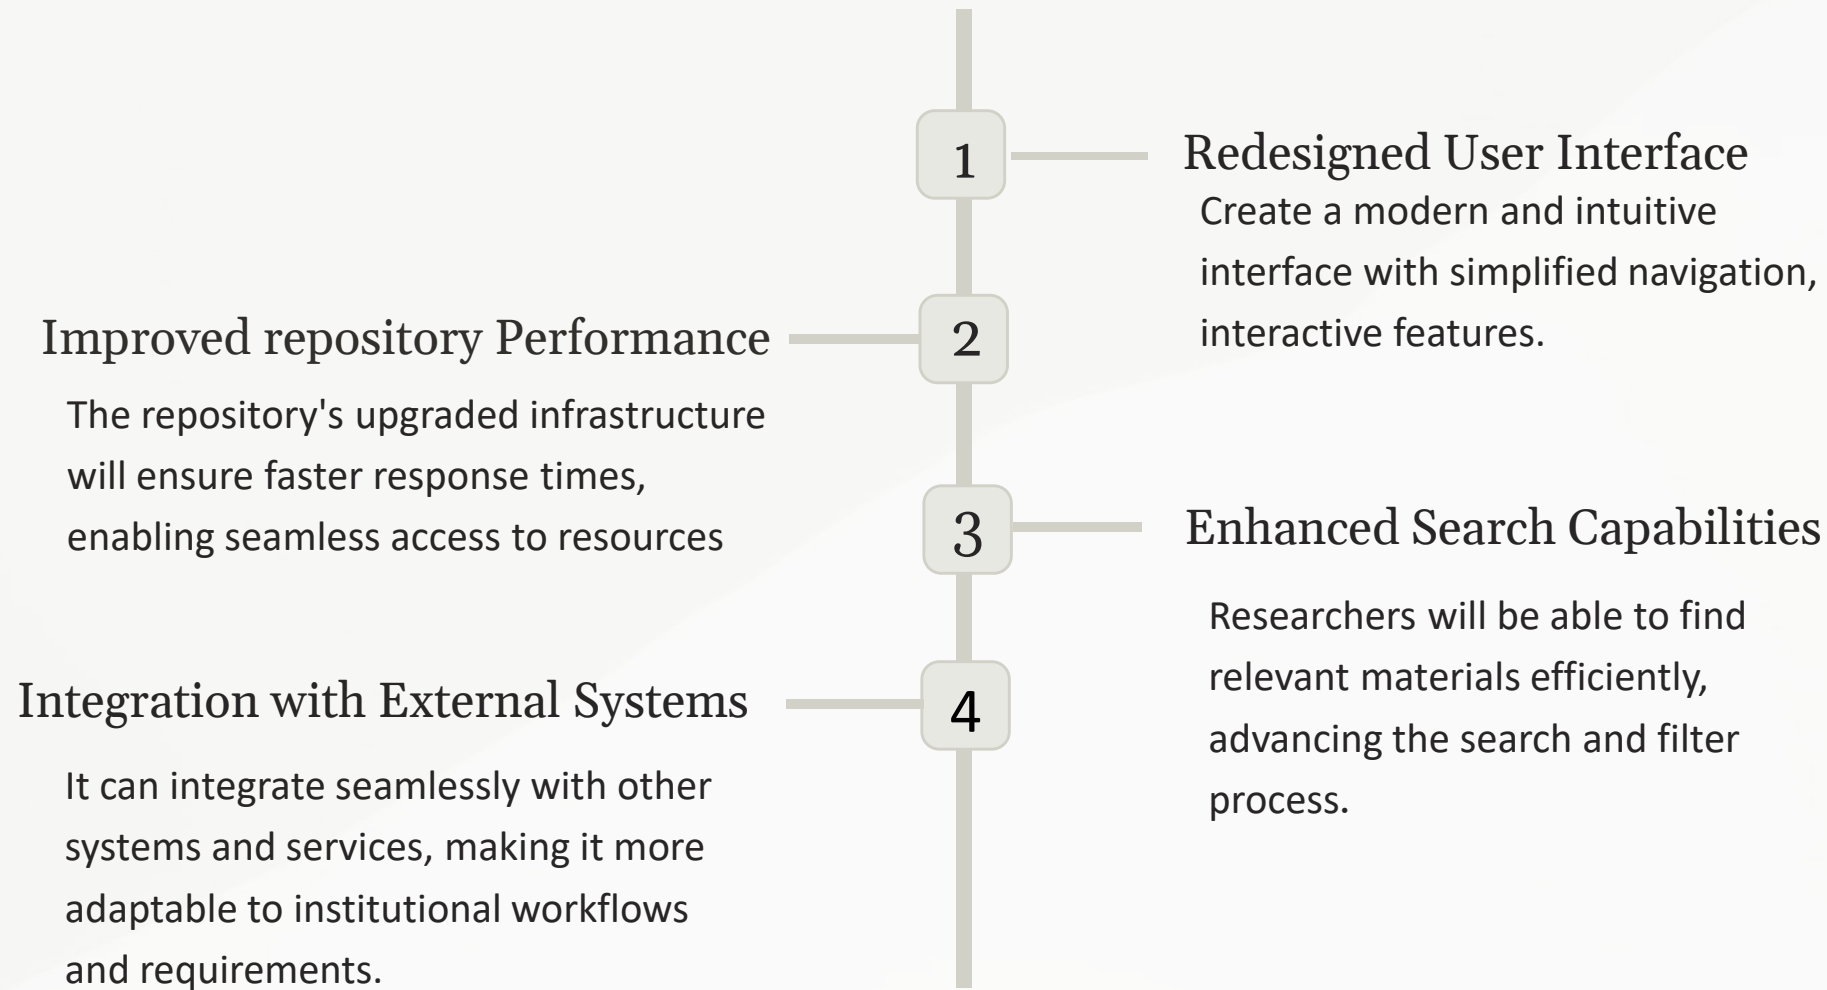 1
Redesigned User Interface
Create a modern and intuitive
interface with simplified navigation,
interactive features.
2
Improved repository Performance
The repository's upgraded infrastructure
will ensure faster response times,
enabling seamless access to resources
3
Enhanced Search Capabilities
Researchers will be able to find
relevant materials efficiently,
advancing the search and filter
process.
4
Integration with External Systems
It can integrate seamlessly with other
systems and services, making it more
adaptable to institutional workflows
and requirements.